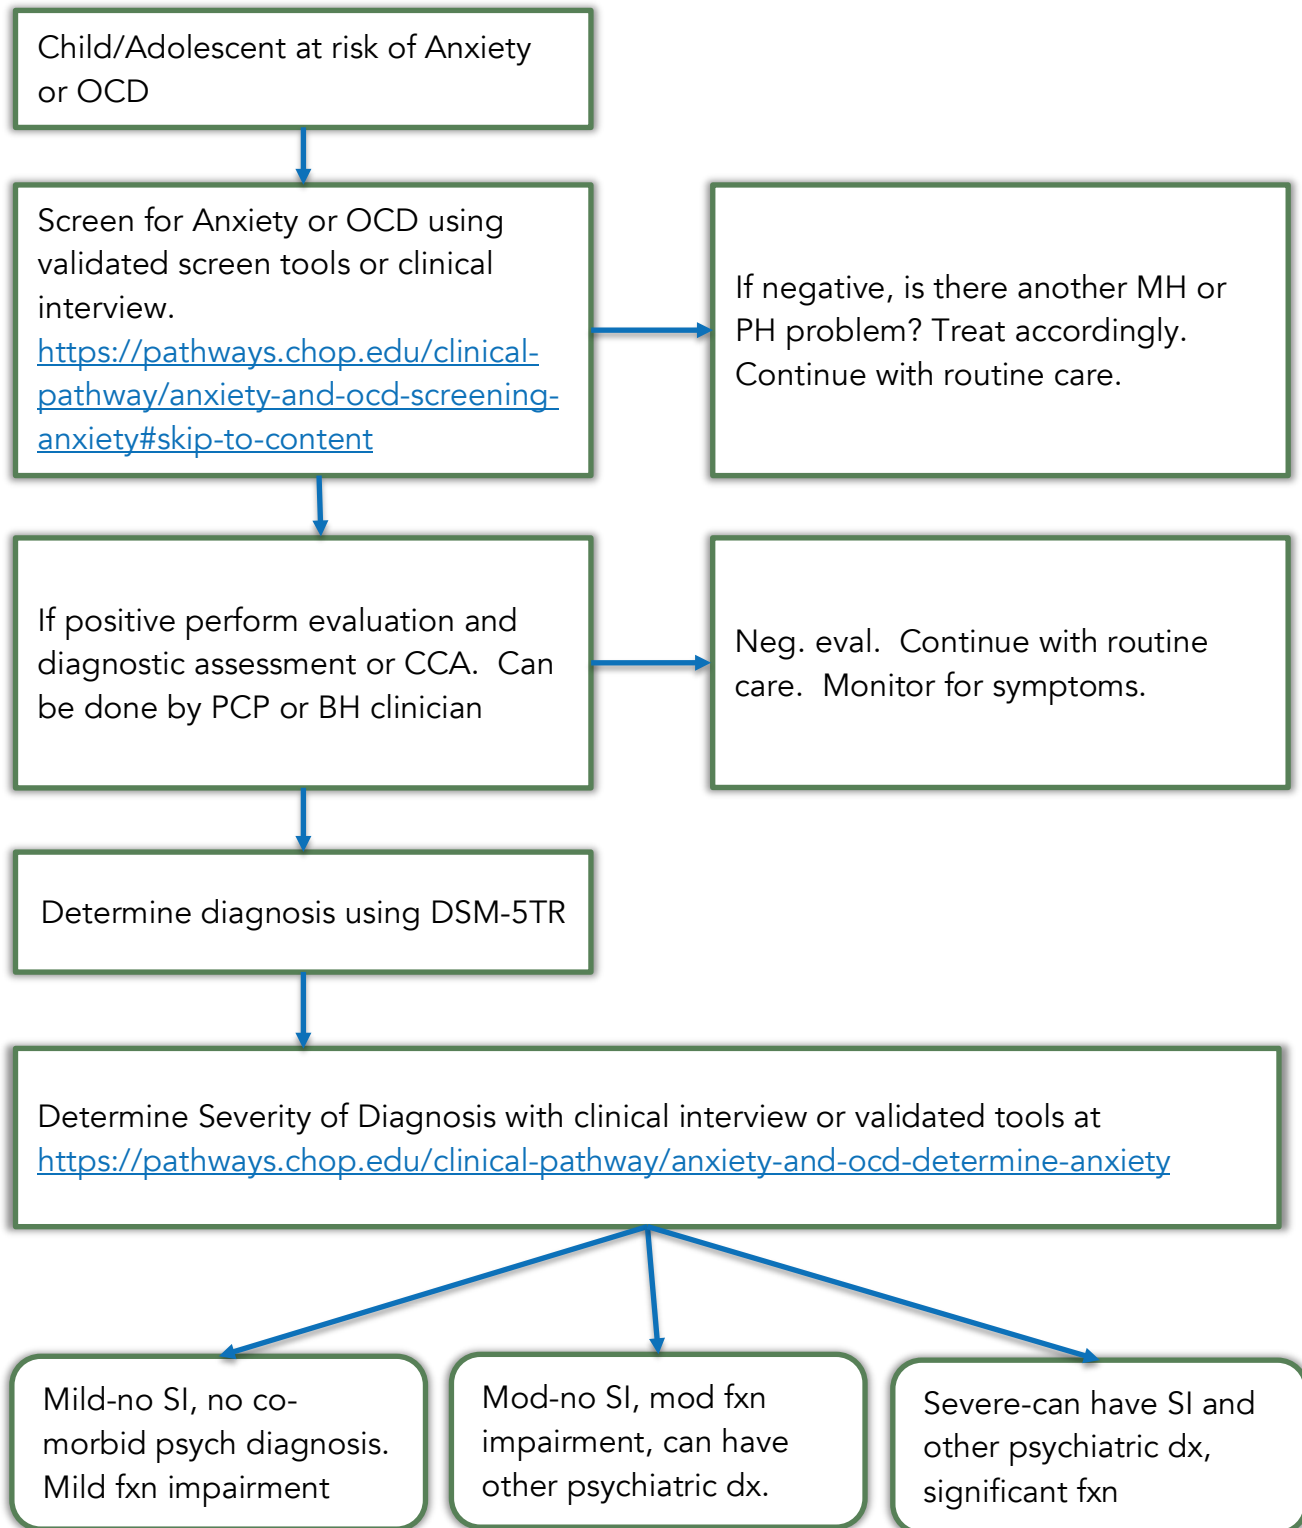 Child/Adolescent at risk of Anxiety
or OCD
Screen for Anxiety or OCD using
validated screen tools or clinical
interview.
https://pathways.chop.edu/clinical-
pathway/anxiety-and-ocd-screening-
anxiety#skip-to-content
If negative, is there another MH or
PH problem? Treat accordingly.
Continue with routine care.
If positive perform evaluation and
diagnostic assessment or CCA.  Can
be done by PCP or BH clinician
Neg. eval.  Continue with routine
care.  Monitor for symptoms.
Determine diagnosis using DSM-5TR
Determine Severity of Diagnosis with clinical interview or validated tools at
https://pathways.chop.edu/clinical-pathway/anxiety-and-ocd-determine-anxiety
Mild-no SI, no co-
morbid psych diagnosis.
Mild fxn impairment
Mod-no SI, mod fxn
impairment, can have
other psychiatric dx.
Severe-can have SI and
other psychiatric dx,
significant fxn